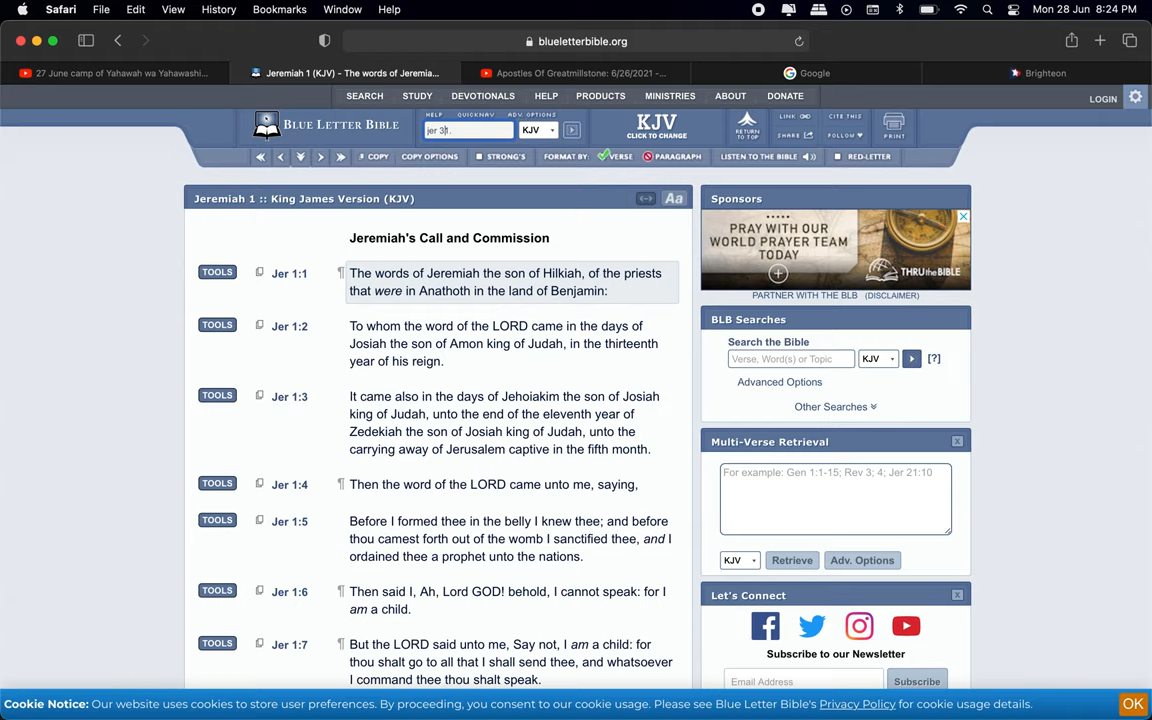 Safari File Edit View History Bookmarks Window Help Mon 28 Jun 8:24 PM
blueletterbible.org
27 June camp of Yahawah wa Yahawashi... Jeremiah 1 (KJV) - The words of Jeremia... Apostles Of Greatmillstone: 6/26/2021 -... Google Brighteon
SEARCH STUDY DEVOTIONALS HELP PRODUCTS MINISTRIES ABOUT DONATE LOGIN
HELP QUICKNAV ADV. OPTIONS
BLUE LETTER BIBLE jer 31. KJV KJV CLICK TO CHANGE RETURN TO TOP LINK CITE THIS SHARE FOLLOW PRINT
COPY COPY OPTIONS STRONG'S FORMAT BY: VERSE PARAGRAPH LISTEN TO THE BIBLE RED-LETTER
Jeremiah 1 :: King James Version (KJV) Aa
Jeremiah's Call and Commission
TOOLS Jer 1:1 ¶ The words of Jeremiah the son of Hilkiah, of the priests
that were in Anathoth in the land of Benjamin:
TOOLS Jer 1:2 To whom the word of the LORD came in the days of
Josiah the son of Amon king of Judah, in the thirteenth
year of his reign.
TOOLS Jer 1:3 It came also in the days of Jehoiakim the son of Josiah
king of Judah, unto the end of the eleventh year of
Zedekiah the son of Josiah king of Judah, unto the
carrying away of Jerusalem captive in the fifth month.
TOOLS Jer 1:4 ¶ Then the word of the LORD came unto me, saying,
TOOLS Jer 1:5 Before I formed thee in the belly I knew thee; and before
thou camest forth out of the womb I sanctified thee, and I
ordained thee a prophet unto the nations.
TOOLS Jer 1:6 ¶ Then said I, Ah, Lord GOD! behold, I cannot speak: for I
am a child.
TOOLS Jer 1:7 ¶ But the LORD said unto me, Say not, I am a child: for
thou shalt go to all that I shall send thee, and whatsoever
I command thee thou shalt speak.
Sponsors
PRAY WITH OUR
WORLD PRAYER TEAM
TODAY
THRU THE BIBLE
PARTNER WITH THE BLB (DISCLAIMER)
BLB Searches
Search the Bible
Verse, Word(s) or Topic KJV [?]
Advanced Options
Other Searches
Multi-Verse Retrieval x
For example: Gen 1:1-15; Rev 3; 4; Jer 21:10
KJV Retrieve Adv. Options
Let's Connect x
Subscribe to our Newsletter
Email Address Subscribe
Cookie Notice: Our website uses cookies to store user preferences. By proceeding, you consent to our cookie usage. Please see Blue Letter Bible's Privacy Policy for cookie usage details. OK